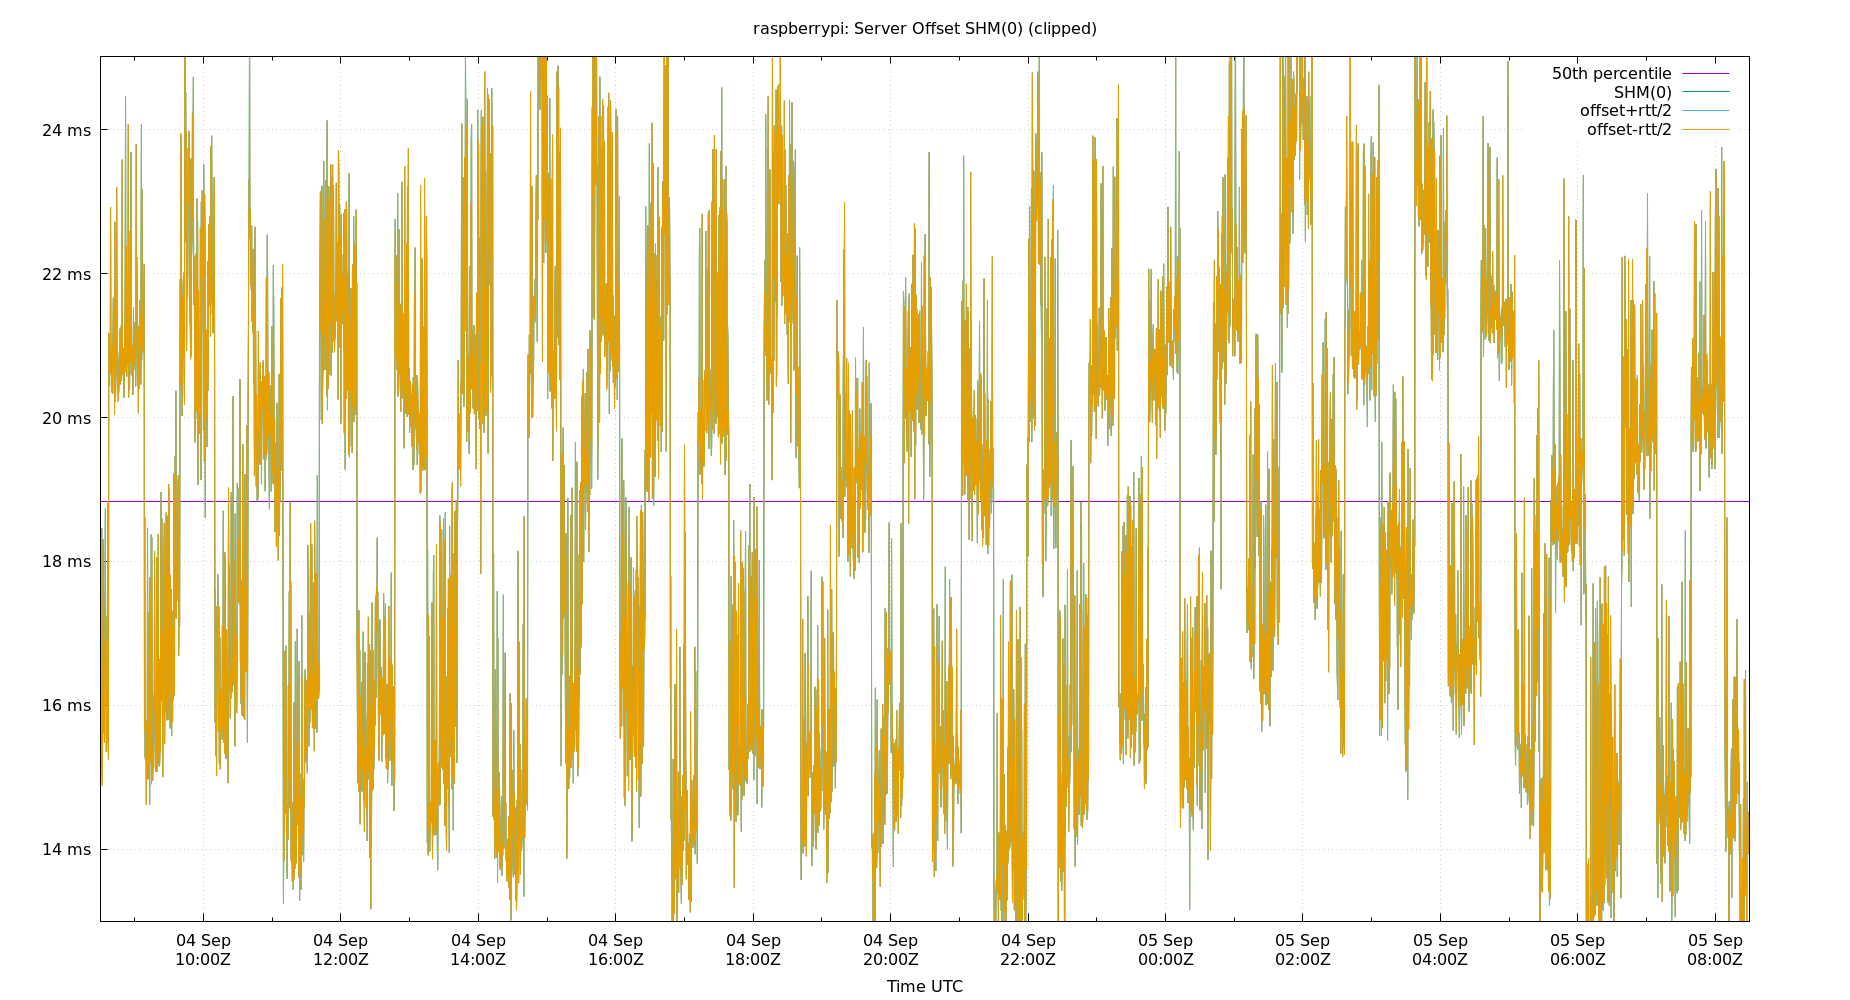 raspberrypi: Server Offset SHM(0) (clipped)
50th percentile
SHM(0)
offset+rtt/2
offset-rtt/2
24 ms
22 ms
20 ms
18 ms
16 ms
14 ms
04 Sep 04 Sep 04 Sep 04 Sep 04 Sep 04 Sep 04 Sep 05 Sep 05 Sep 05 Sep 05 Sep 05 Sep
10:00Z 12:00Z 14:00Z 16:00Z 18:00Z 20:00Z 22:00Z 00:00Z 02:00Z 04:00Z 06:00Z 08:00Z
Time UTC